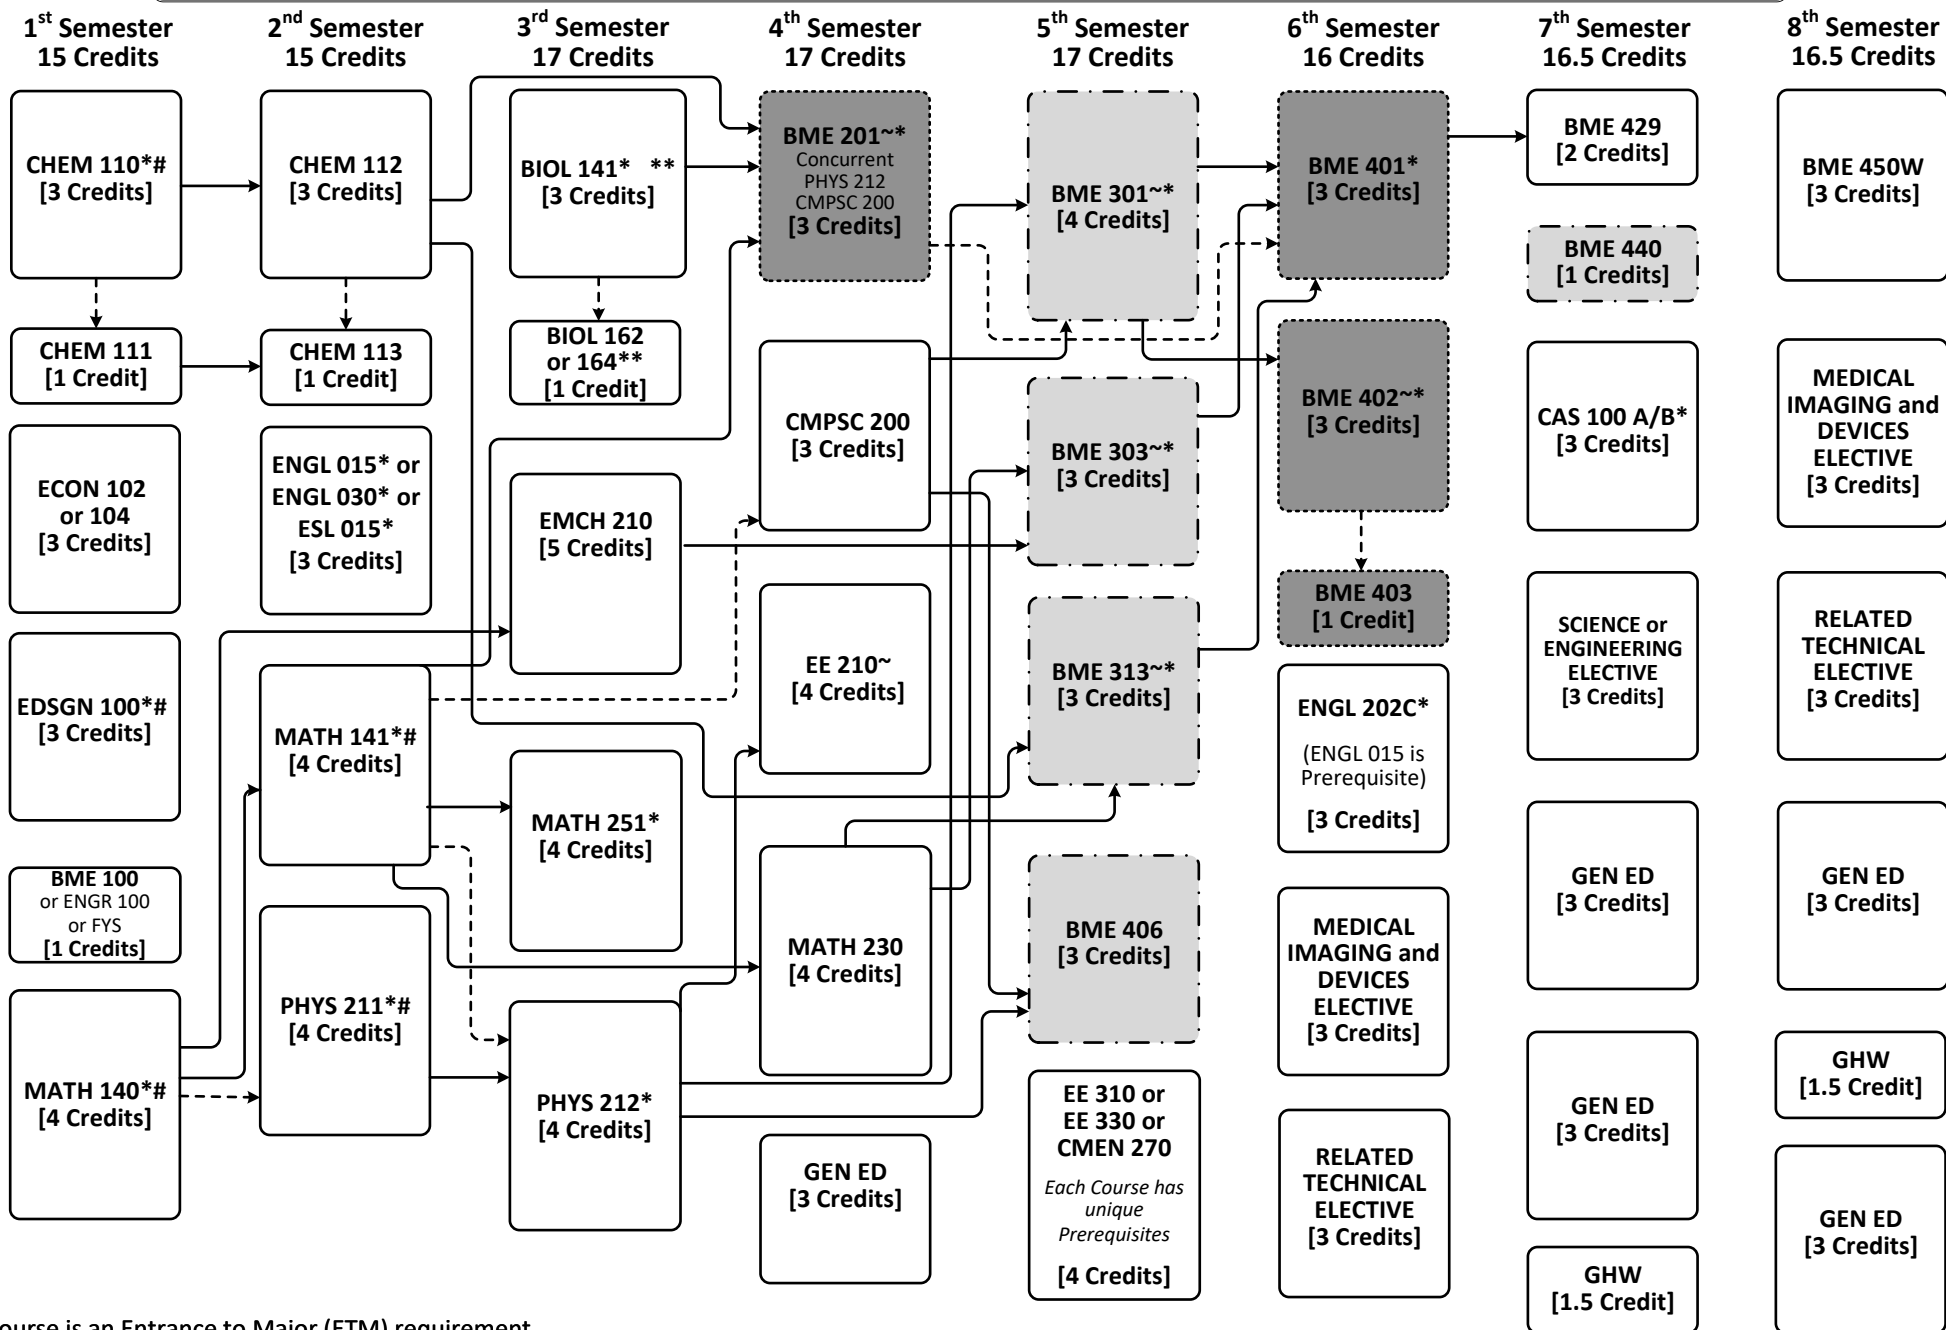 1st Semester
15 Credits
CHEM 110*#
[3 Credits]
CHEM 111
[1 Credit]
ECON 102
or 104
[3 Credits]
EDSGN 100*#
[3 Credits]
BME 100
or ENGR 100
or FYS
[1 Credits]
MATH 140*#
[4 Credits]
2nd Semester
15 Credits
CHEM 112
[3 Credits]
CHEM 113
[1 Credit]
ENGL 015* or
ENGL 030* or
ESL 015*
[3 Credits]
MATH 141*#
[4 Credits]
PHYS 211*#
[4 Credits]
3rd Semester
17 Credits
BIOL 141* **
[3 Credits]
BIOL 162
or 164**
[1 Credit]
EMCH 210
[5 Credits]
MATH 251*
[4 Credits]
PHYS 212*
[4 Credits]
4th Semester
17 Credits
BME 201~*
Concurrent
PHYS 212
CMPSC 200
[3 Credits]
CMPSC 200
[3 Credits]
EE 210~
[4 Credits]
MATH 230
[4 Credits]
GEN ED
[3 Credits]
5th Semester
17 Credits
BME 301~*
[4 Credits]
BME 303~*
[3 Credits]
BME 313~*
[3 Credits]
BME 406
[3 Credits]
EE 310 or
EE 330 or
CMEN 270
Each Course has
unique
Prerequisites
[4 Credits]
6th Semester
16 Credits
BME 401*
[3 Credits]
BME 402~*
[3 Credits]
BME 403
[1 Credit]
ENGL 202C*
(ENGL 015 is
Prerequisite)
[3 Credits]
MEDICAL
IMAGING and
DEVICES
ELECTIVE
[3 Credits]
RELATED
TECHNICAL
ELECTIVE
[3 Credits]
7th Semester
16.5 Credits
BME 429
[2 Credits]
BME 440
[1 Credits]
CAS 100 A/B*
[3 Credits]
SCIENCE or
ENGINEERING
ELECTIVE
[3 Credits]
GEN ED
[3 Credits]
GEN ED
[3 Credits]
GHW
[1.5 Credit]
8th Semester
16.5 Credits
BME 450W
[3 Credits]
MEDICAL
IMAGING and
DEVICES
ELECTIVE
[3 Credits]
RELATED
TECHNICAL
ELECTIVE
[3 Credits]
GEN ED
[3 Credits]
GHW
[1.5 Credit]
GEN ED
[3 Credits]
ourse is an Entrance to Major (ETM) requirement